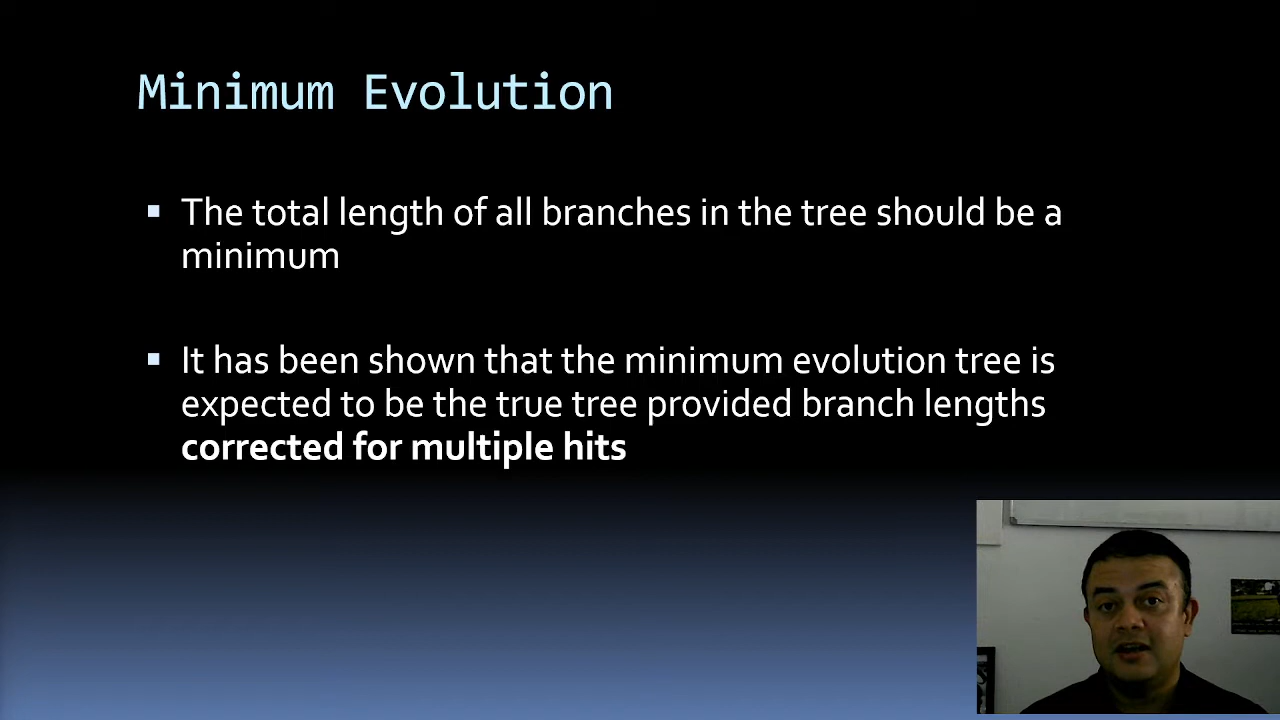 Minimum Evolution
▪ The total length of all branches in the tree should be a
minimum
▪ It has been shown that the minimum evolution tree is
expected to be the true tree provided branch lengths
corrected for multiple hits